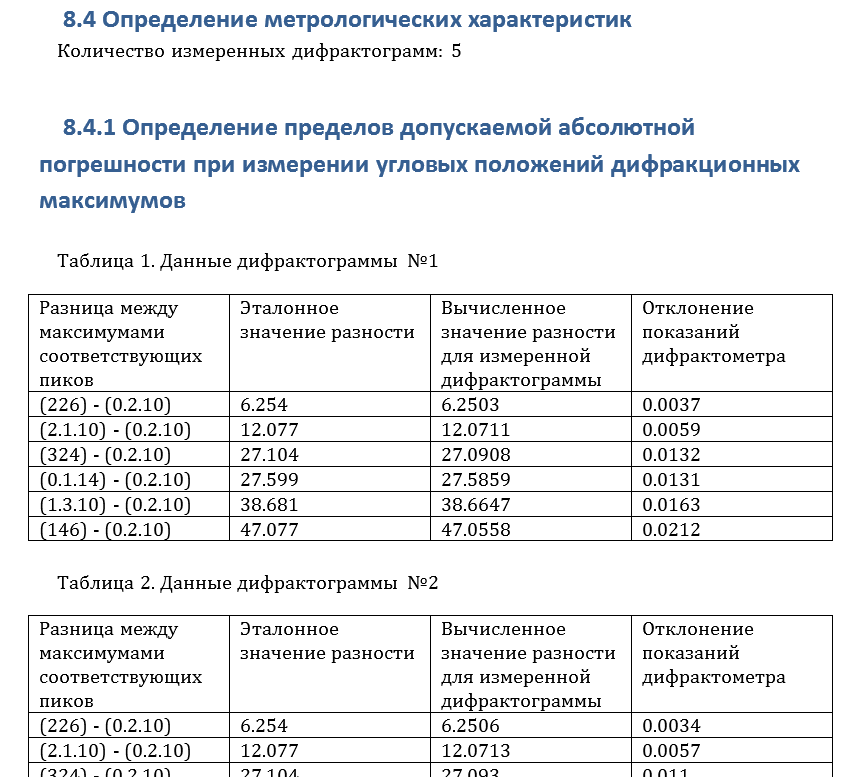 8.4 Определение метрологических характеристик
Количество измеренных дифрактограмм: 5
8.4.1 Определение пределов допускаемой абсолютной
погрешности при измерении угловых положений дифракционных
максимумов
Таблица 1. Данные дифрактограммы №1
Разница между максимумами соответствующих пиков | Эталонное значение разности | Вычисленное значение разности для измеренной дифрактограммы | Отклонение показаний дифрактометра
(226) - (0.2.10) 6.254 6.2503 0.0037
(2.1.10) - (0.2.10) 12.077 12.0711 0.0059
(324) - (0.2.10) 27.104 27.0908 0.0132
(0.1.14) - (0.2.10) 27.599 27.5859 0.0131
(1.3.10) - (0.2.10) 38.681 38.6647 0.0163
(146) - (0.2.10) 47.077 47.0558 0.0212
Таблица 2. Данные дифрактограммы №2
Разница между максимумами соответствующих пиков | Эталонное значение разности | Вычисленное значение разности для измеренной дифрактограммы | Отклонение показаний дифрактометра
(226) - (0.2.10) 6.254 6.2506 0.0034
(2.1.10) - (0.2.10) 12.077 12.0713 0.0057
(324) - (0.2.10) 27.104 27.093 0.011